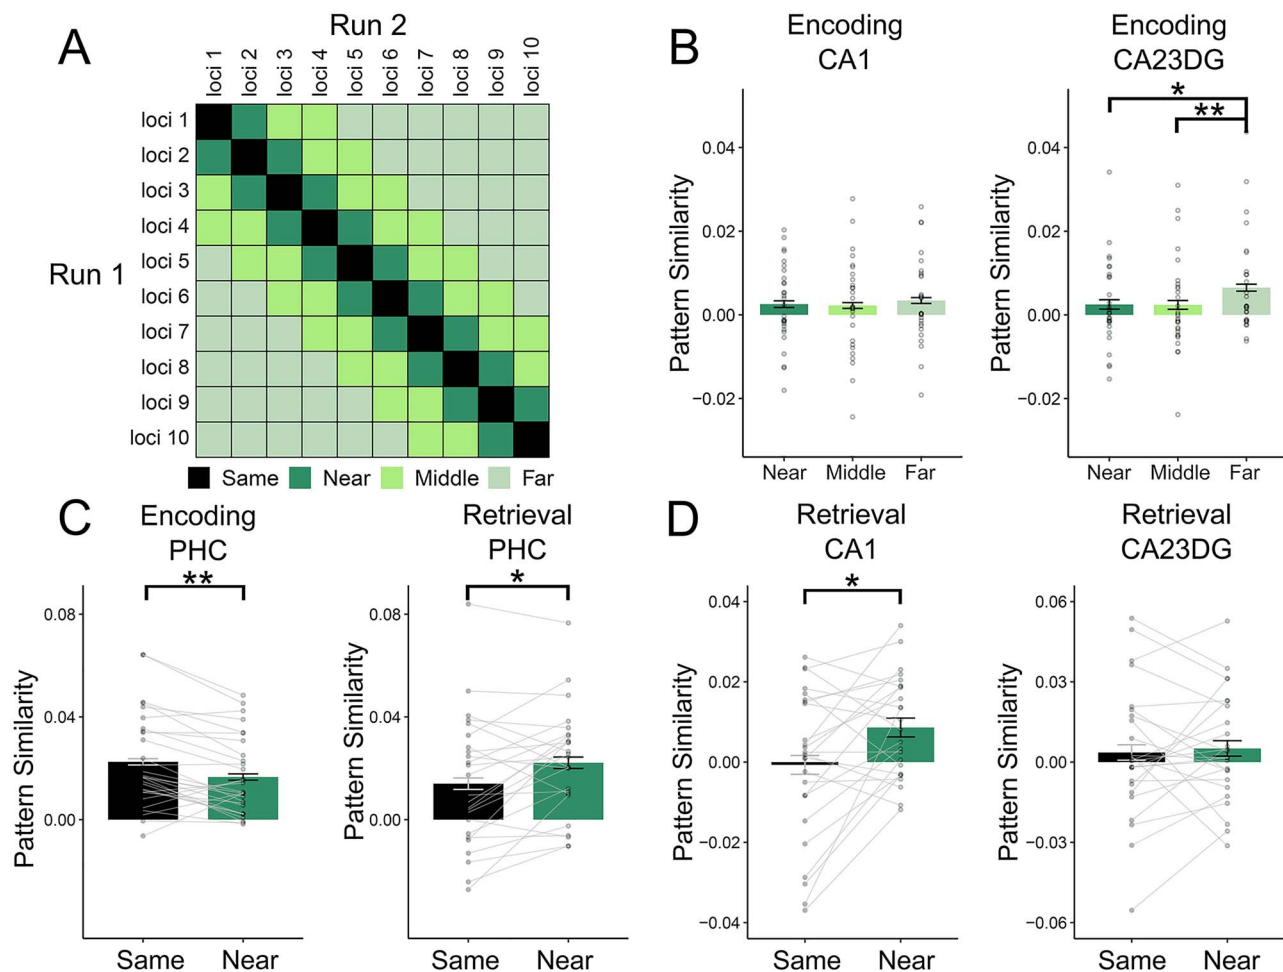 A
Run 2
loci 1
loci 2
loci 3
loci 4
loci 5
loci 6
loci 7
loci 8
loci 9
loci 10
Run 1
loci 1
loci 2
loci 3
loci 4
loci 5
loci 6
loci 7
loci 8
loci 9
loci 10
Same Near Middle Far
B
Encoding
CA1
Pattern Similarity
0.04
0.02
0.00
−0.02
Near Middle Far
Encoding
CA23DG
*
**
Pattern Similarity
0.04
0.02
0.00
−0.02
Near Middle Far
C
Encoding
PHC
**
Pattern Similarity
0.08
0.04
0.00
Same Near
Retrieval
PHC
*
Pattern Similarity
0.08
0.04
0.00
Same Near
D
Retrieval
CA1
*
Pattern Similarity
0.04
0.02
0.00
−0.02
−0.04
Same Near
Retrieval
CA23DG
Pattern Similarity
0.06
0.03
0.00
−0.03
−0.06
Same Near